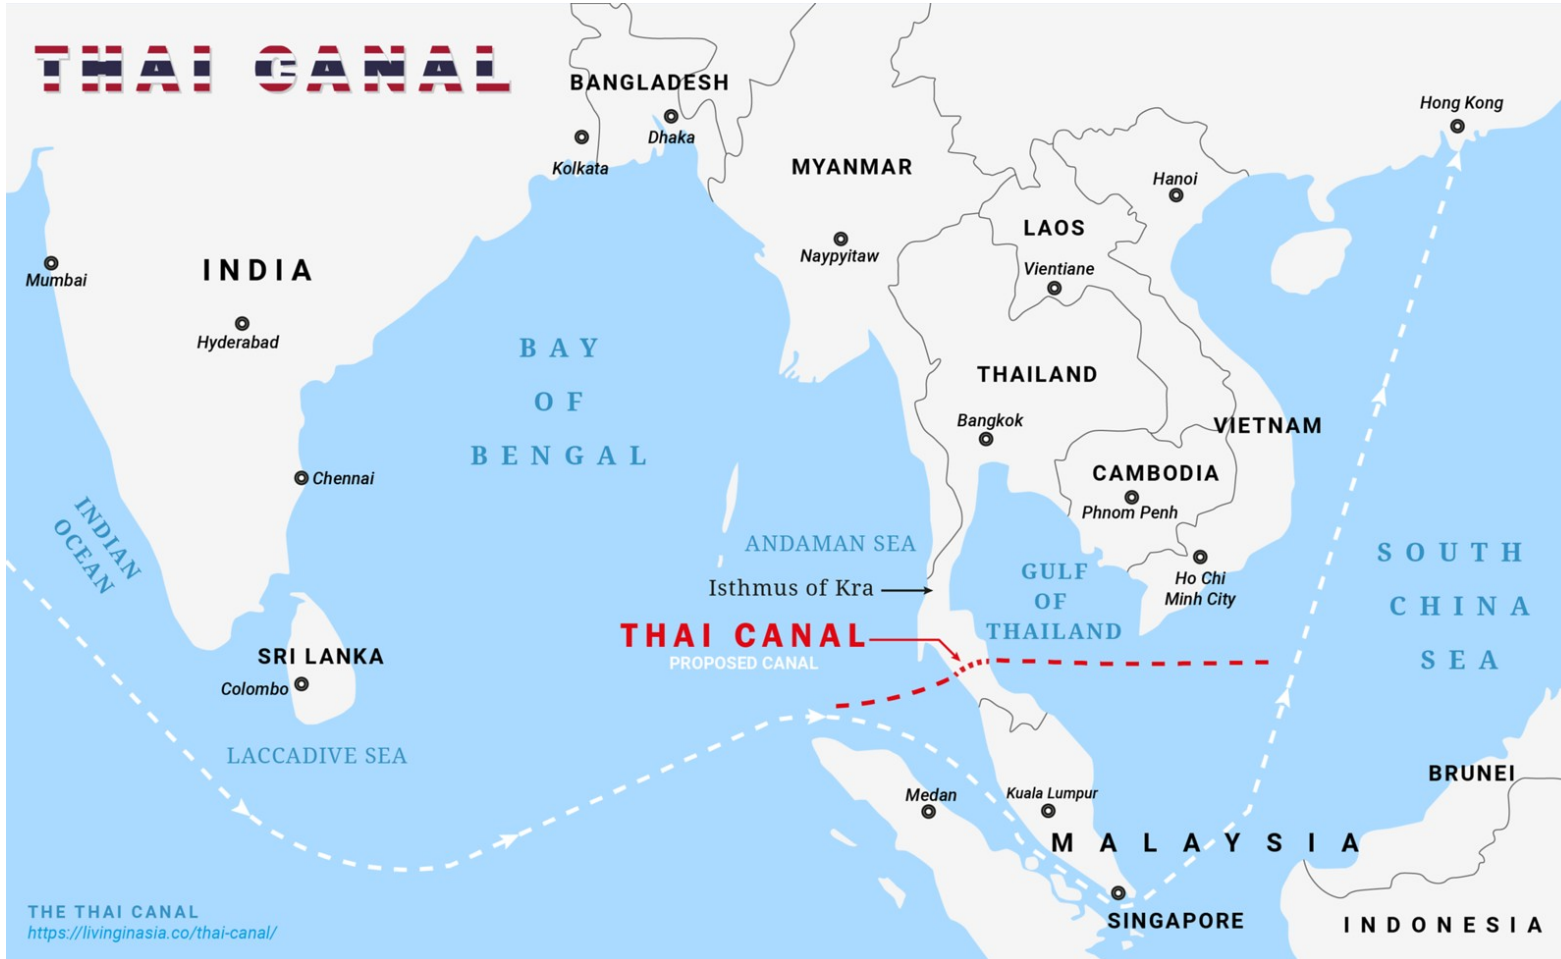 THAI CANAL
BANGLADESH
Dhaka
Kolkata
Hong Kong
MYANMAR
Hanoi
LAOS
Naypyitaw
Vientiane
Mumbai
INDIA
Hyderabad
BAY
OF
BENGAL
THAILAND
Bangkok
VIETNAM
CAMBODIA
Phnom Penh
Chennai
INDIAN
OCEAN
ANDAMAN SEA
Isthmus of Kra
GULF
OF
THAILAND
Ho Chi
Minh City
SOUTH
CHINA
SEA
THAI CANAL
PROPOSED CANAL
SRI LANKA
Colombo
LACCADIVE SEA
Medan
Kuala Lumpur
BRUNEI
MALAYSIA
SINGAPORE
INDONESIA
THE THAI CANAL
https://livinginasia.co/thai-canal/